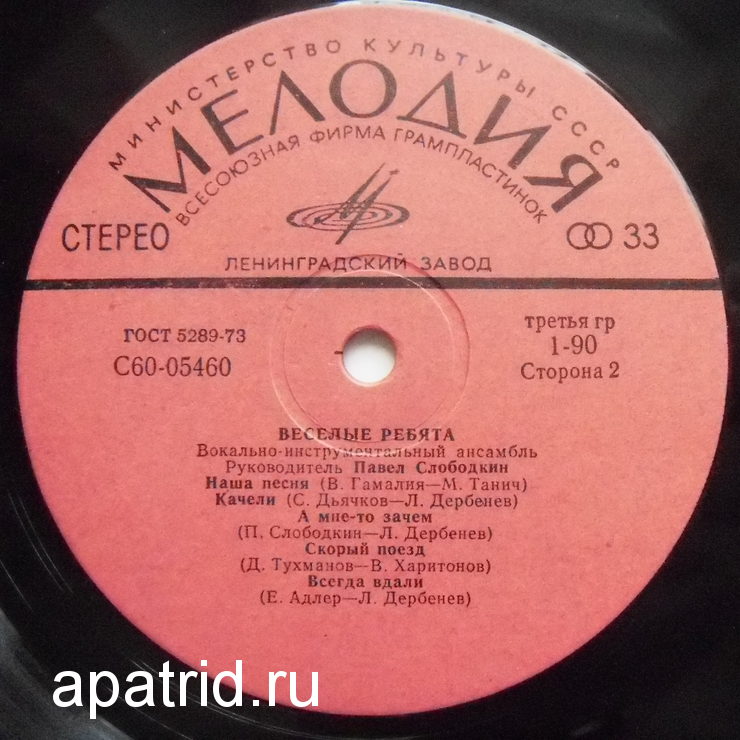 МИНИСТЕРСТВО КУЛЬТУРЫ СССР
МЕЛОДИЯ
ВСЕСОЮЗНАЯ ФИРМА ГРАМПЛАСТИНОК
СТЕРЕО
33
ЛЕНИНГРАДСКИЙ ЗАВОД
ГОСТ 5289-73
С60-05460
третья гр
1-90
Сторона 2
ВЕСЕЛЫЕ РЕБЯТА
Вокально-инструментальный ансамбль
Руководитель Павел Слободкин
Наша песня (В. Гамалия—М. Танич)
Качели (С. Дьячков—Л. Дербенев)
А мне-то зачем
(П. Слободкин—Л. Дербенев)
Скорый поезд
(Д. Тухманов—В. Харитонов)
Всегда вдали
(Е. Адлер—Л. Дербенев)
apatrid.ru